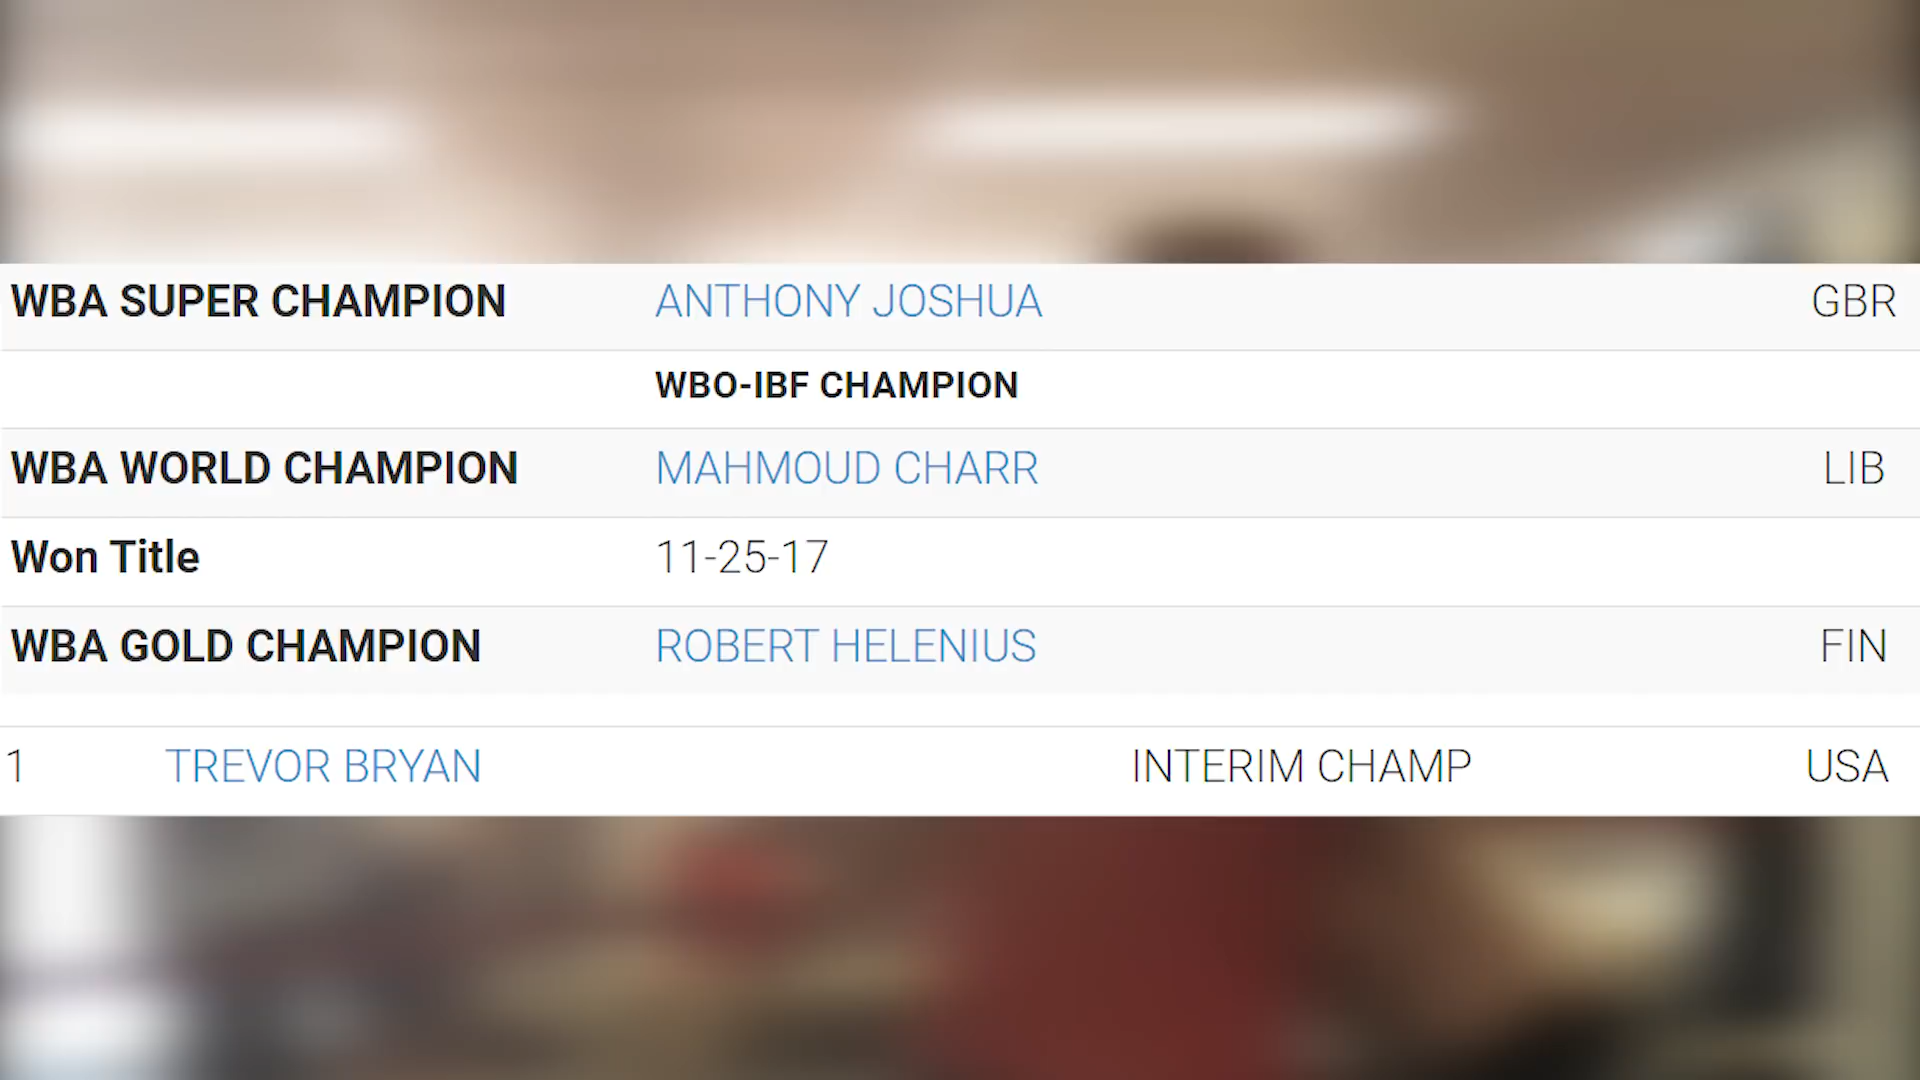 WBA SUPER CHAMPION ANTHONY JOSHUA GBR
WBO-IBF CHAMPION
WBA WORLD CHAMPION MAHMOUD CHARR LIB
Won Title 11-25-17
WBA GOLD CHAMPION ROBERT HELENIUS FIN
1 TREVOR BRYAN INTERIM CHAMP USA